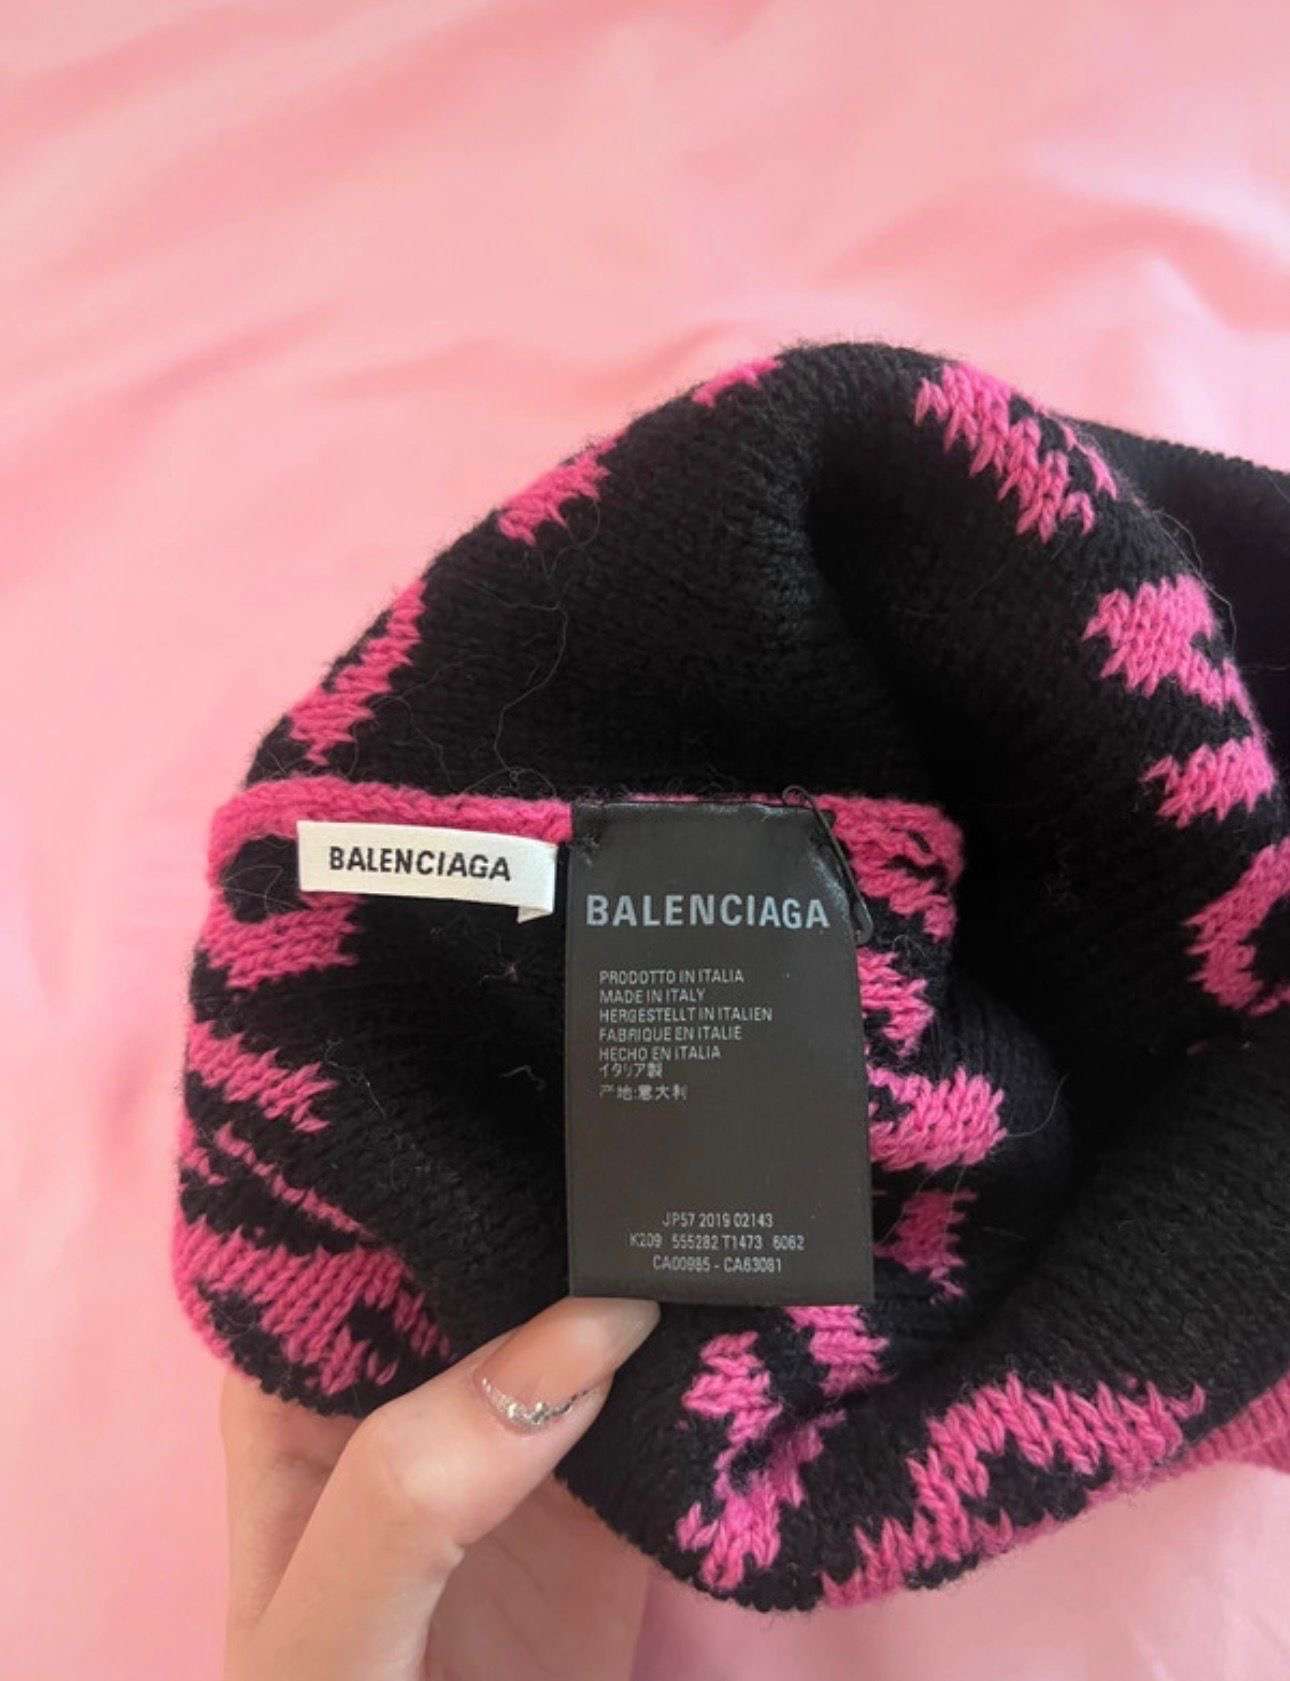 BALENCIAGA
BALENCIAGA
PRODOTTO IN ITALIA
MADE IN ITALY
HERGESTELLT IN ITALIEN
FABRIQUE EN ITALIE
HECHO EN ITALIA
イタリア製
产地:意大利
JP57 2019 02143
K209 555282 T1473 6062
CA00985 - CA63081